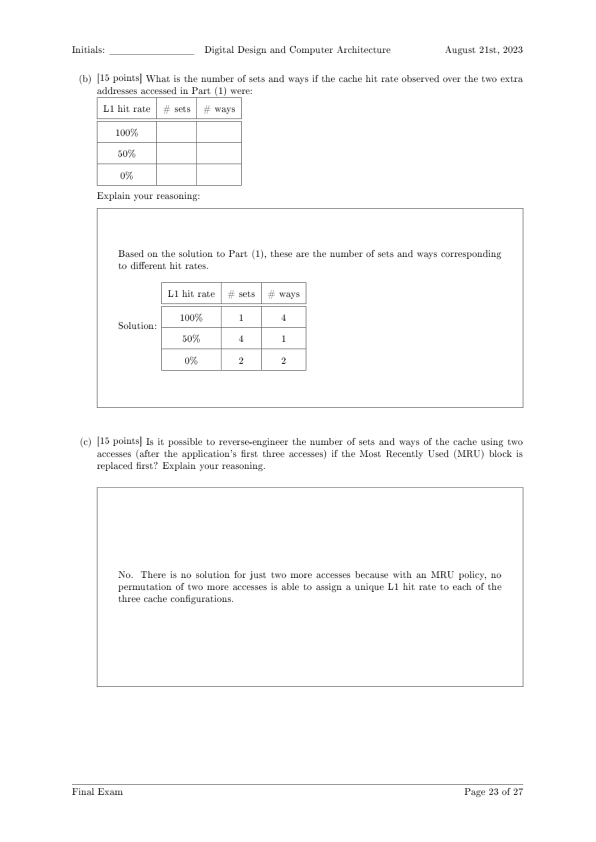 Initials: ________________ Digital Design and Computer Architecture August 21st, 2023
(b) [15 points] What is the number of sets and ways if the cache hit rate observed over the two extra
addresses accessed in Part (1) were:
L1 hit rate # sets # ways
100%
50%
0%
Explain your reasoning:
Based on the solution to Part (1), these are the number of sets and ways corresponding
to different hit rates.
Solution:
L1 hit rate # sets # ways
100% 1 4
50% 4 1
0% 2 2
(c) [15 points] Is it possible to reverse-engineer the number of sets and ways of the cache using two
accesses (after the application's first three accesses) if the Most Recently Used (MRU) block is
replaced first? Explain your reasoning.
No. There is no solution for just two more accesses because with an MRU policy, no
permutation of two more accesses is able to assign a unique L1 hit rate to each of the
three cache configurations.
Final Exam Page 23 of 27